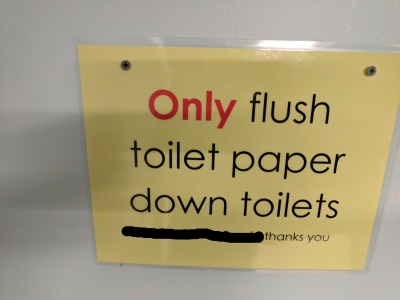 Only flush
toilet paper
down toilets
thanks you